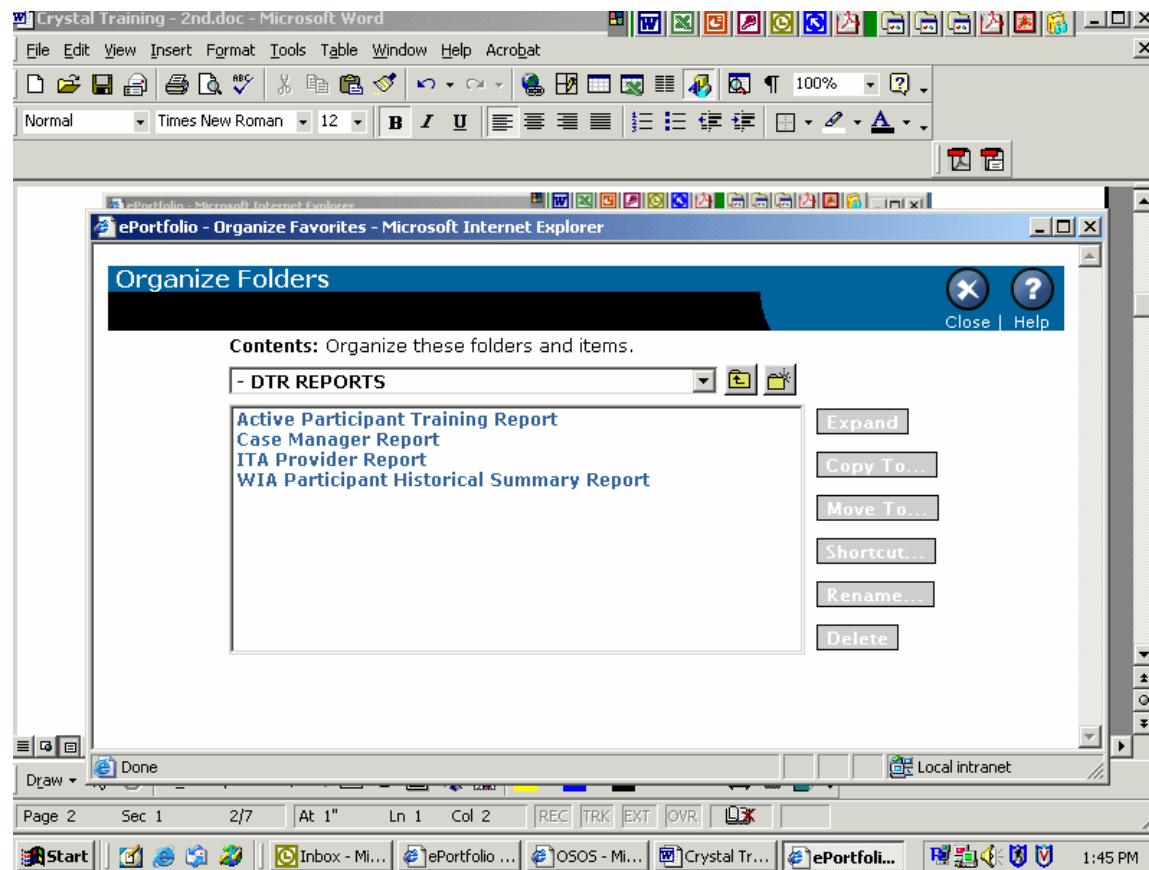 Crystal Training - 2nd.doc - Microsoft Word
File Edit View Insert Format Tools Table Window Help Acrobat
100%
Normal Times New Roman 12 B I U
ePortfolio - Microsoft Internet Explorer
ePortfolio - Organize Favorites - Microsoft Internet Explorer
Organize Folders
Close | Help
Contents: Organize these folders and items.
- DTR REPORTS
Active Participant Training Report
Case Manager Report
ITA Provider Report
WIA Participant Historical Summary Report
Expand
Copy To...
Move To...
Shortcut...
Rename...
Delete
Done Local intranet
Draw
Page 2 Sec 1 2/7 At 1" Ln 1 Col 2 REC TRK EXT OVR
Start Inbox - Mi... ePortfolio ... OSOS - Mi... Crystal Tr... ePortfoli... 1:45 PM